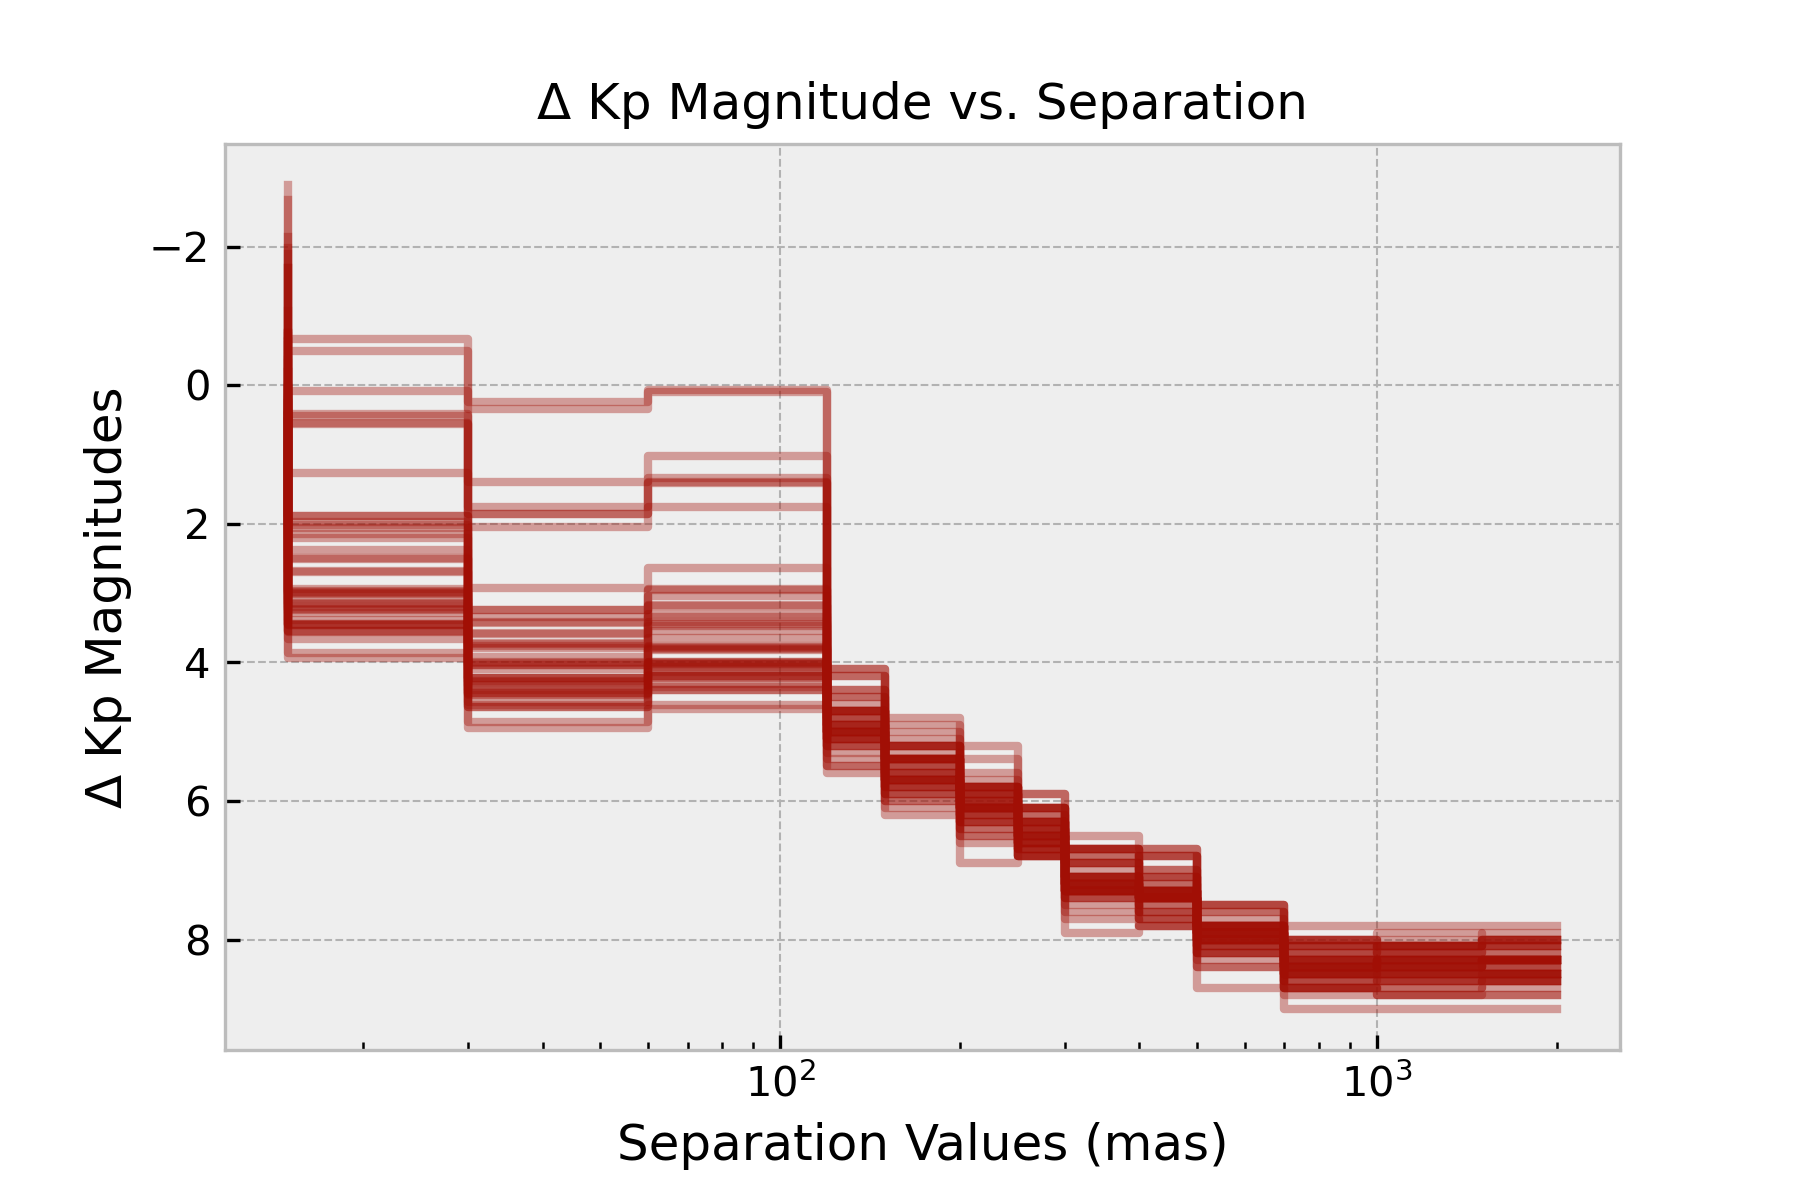 Δ Kp Magnitude vs. Separation
Δ Kp Magnitudes
−2
0
2
4
6
8
10²
10³
Separation Values (mas)